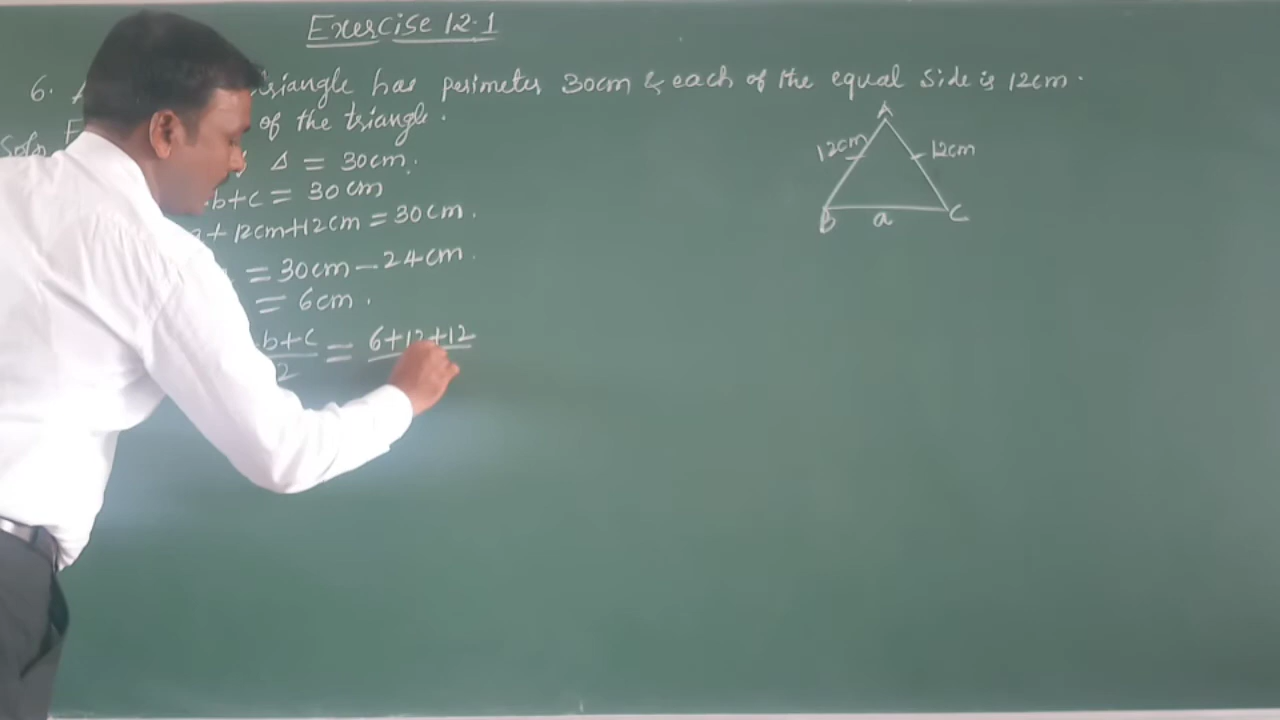 Exercise 12.1
6. triangle has perimeter 30cm & each of the equal side is 12cm.
of the triangle.
Soln
Δ = 30cm.
b+c = 30cm
+ 12cm+12cm = 30cm.
= 30cm - 24cm.
= 6cm.
b+c/2 = 6+12+12
A
12cm 12cm
B a C